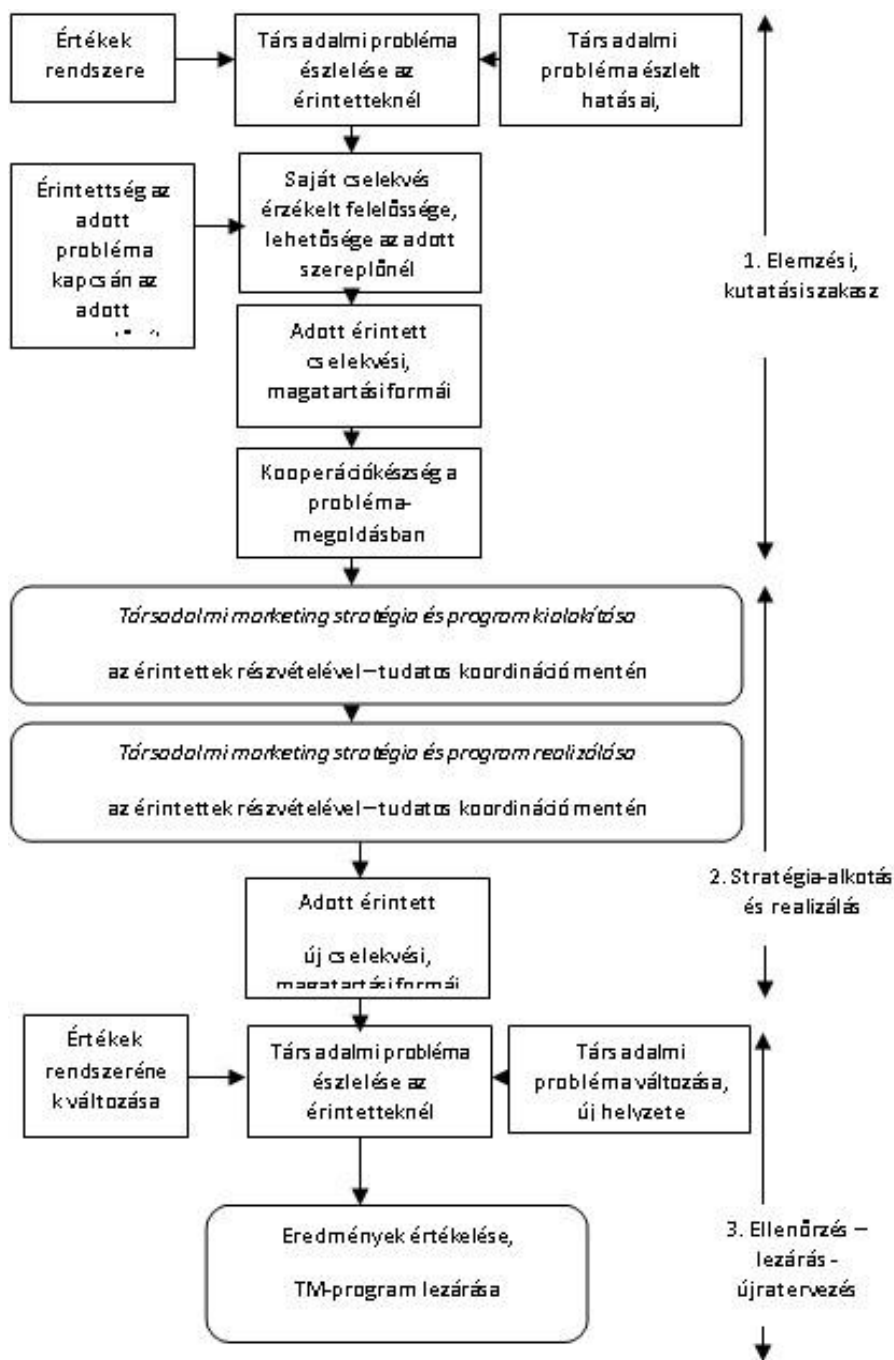 Értékek
rendszere
Társadalmi probléma
észlelése az
érintetteknél
Társadalmi
probléma észlelt
hatásai,
Érintettség az
adott
probléma
kapcsán az
adott
Saját cselekvés
érzékelt felelőssége,
lehetősége az adott
szereplőnél
1. Elemzési,
kutatási szakasz
Adott érintett
cselekvési,
magatartási formái
Kooperációkészség a
probléma-
megoldásban
Társadalmi marketing stratégia és program kialakítása
az érintettek részvételével – tudatos koordináció mentén
Társadalmi marketing stratégia és program realizálása
az érintettek részvételével – tudatos koordináció mentén
2. Stratégia-alkotás
és realizálás
Adott érintett
új cselekvési,
magatartási formái
Értékek
rendszeréne
k változása
Társadalmi probléma
észlelése az
érintetteknél
Társadalmi
probléma változása,
új helyzete
Eredmények értékelése,
TM-program lezárása
3. Ellenőrzés –
lezárás -
újratervezés